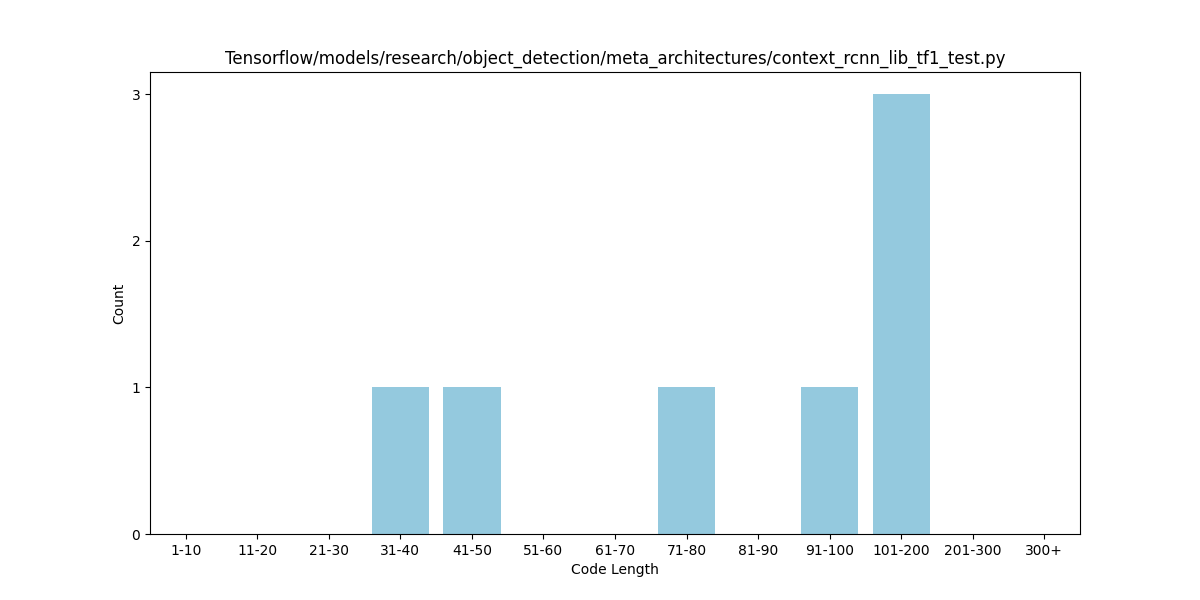 Tensorflow/models/research/object_detection/meta_architectures/context_rcnn_lib_tf1_test.py
3
2
1
0
Count
1-10 11-20 21-30 31-40 41-50 51-60 61-70 71-80 81-90 91-100 101-200 201-300 300+
Code Length